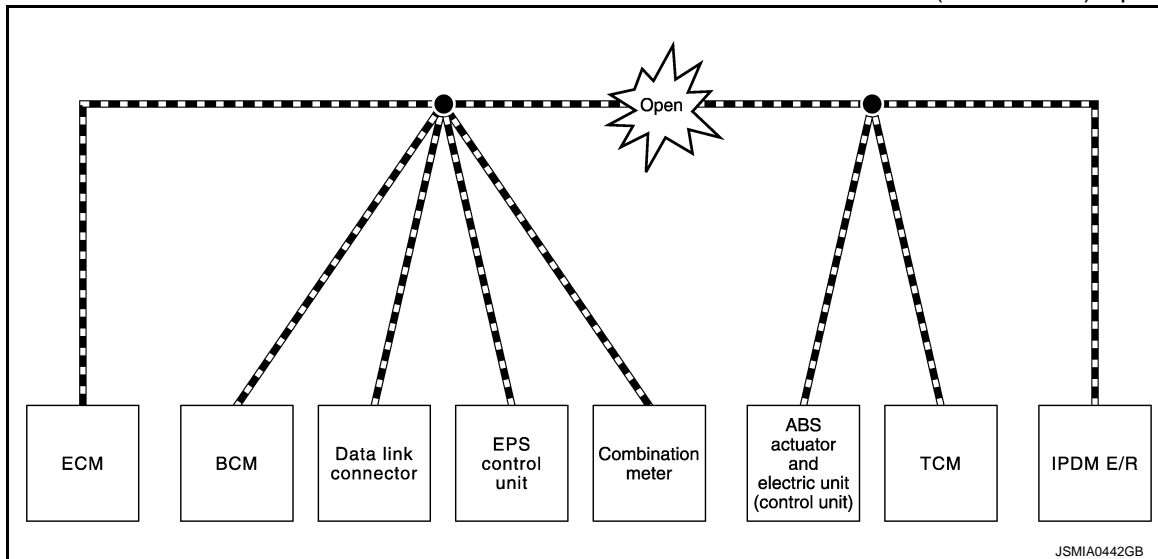 Open
ECM
BCM
Data link
connector
EPS
control
unit
Combination
meter
ABS
actuator
and
electric unit
(control unit)
TCM
IPDM E/R
JSMIA0442GB